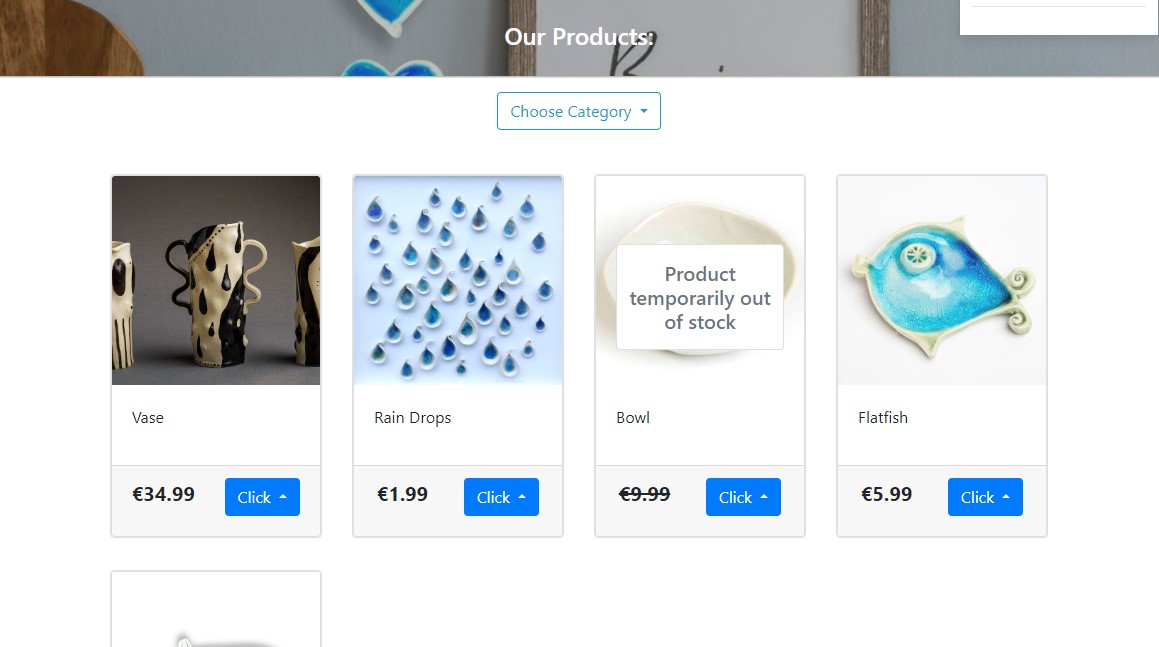 Our Products:
Choose Category
Product
temporarily out
of stock
Vase
Rain Drops
Bowl
Flatfish
€34.99
Click
€1.99
Click
€9.99
Click
€5.99
Click